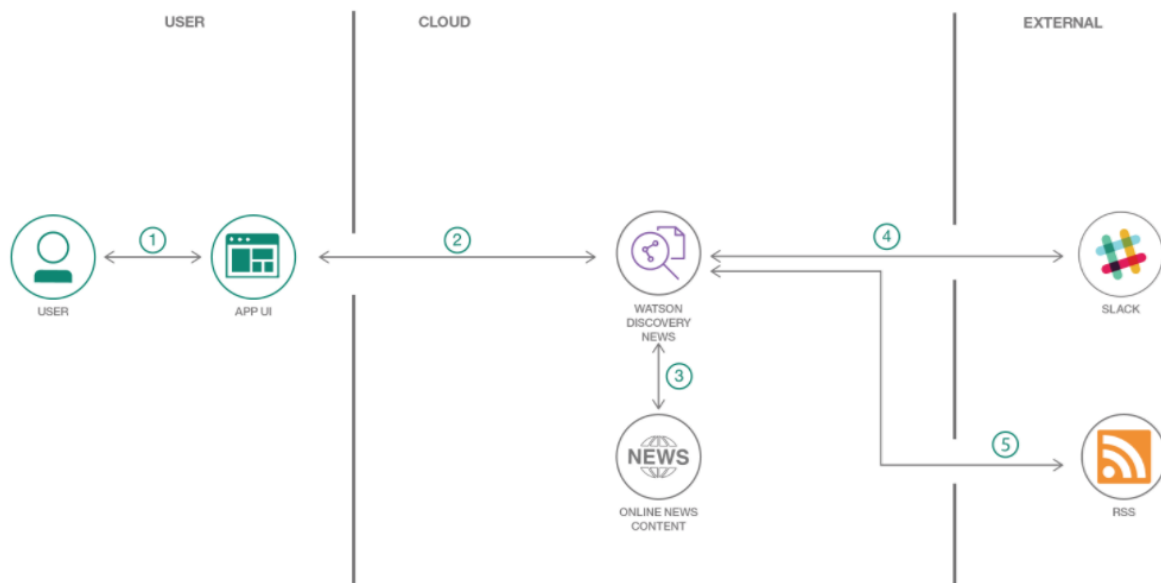 USER
CLOUD
EXTERNAL
1
2
4
USER
APP UI
WATSON
DISCOVERY
NEWS
SLACK
3
NEWS
5
ONLINE NEWS
CONTENT
RSS